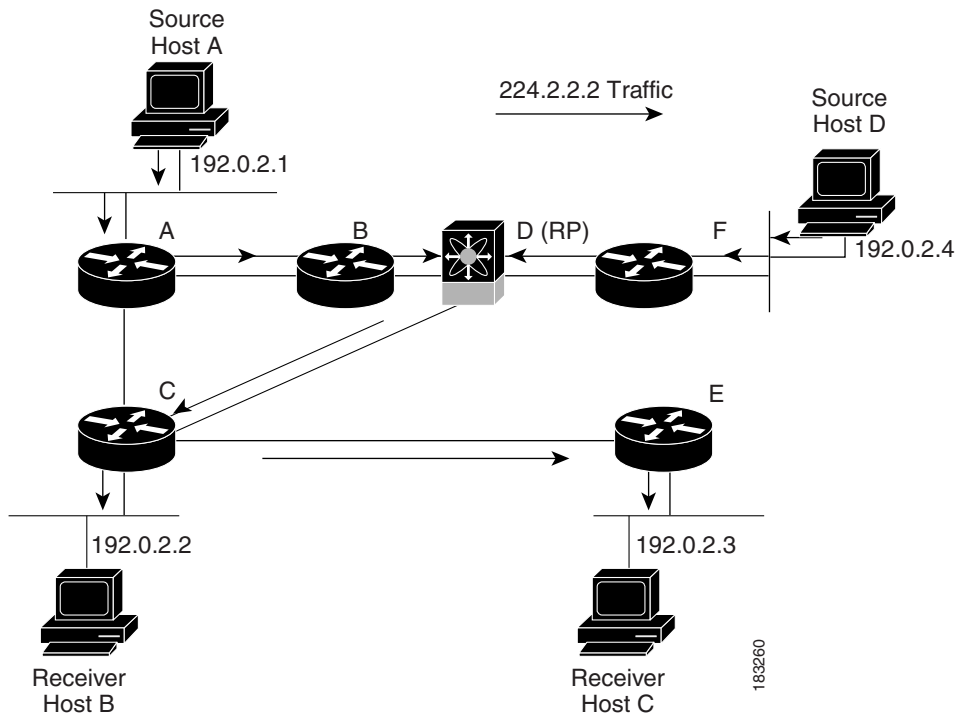 Source
Host A
224.2.2.2 Traffic
Source
Host D
192.0.2.1
A
B
D (RP)
F
192.0.2.4
C
E
192.0.2.2
192.0.2.3
Receiver
Host B
Receiver
Host C
183260